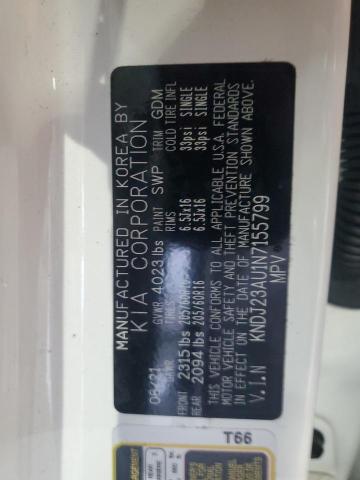 MANUFACTURED IN KOREA BY
KIA CORPORATION
08/21 GVWR 4023 lbs PAINT SWP TRIM GDM
GAWR TIRES RIMS COLD TIRE INFL
FRONT 2315 lbs 205/60R16 6.5Jx16 33psi SINGLE
REAR 2094 lbs 205/60R16 6.5Jx16 33psi SINGLE
THIS VEHICLE CONFORMS TO ALL APPLICABLE U.S.A. FEDERAL
MOTOR VEHICLE SAFETY AND THEFT PREVENTION STANDARDS
IN EFFECT ON THE DATE OF MANUFACTURE SHOWN ABOVE.
V.I.N KNDJ23AU1N7155799
MPV
T66